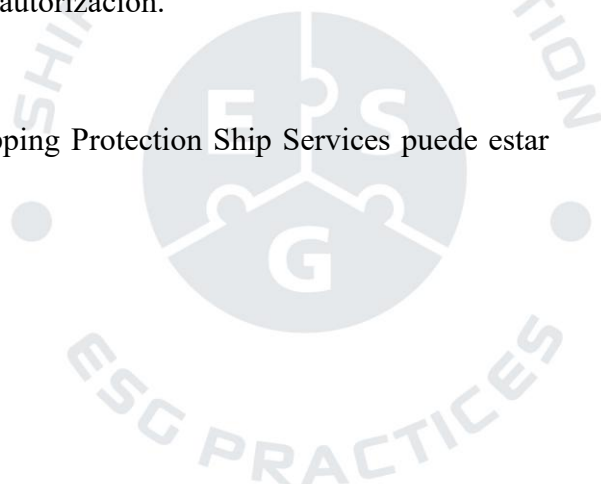 autorización.
pping Protection Ship Services puede estar
E S
G
ESG PRACTICES